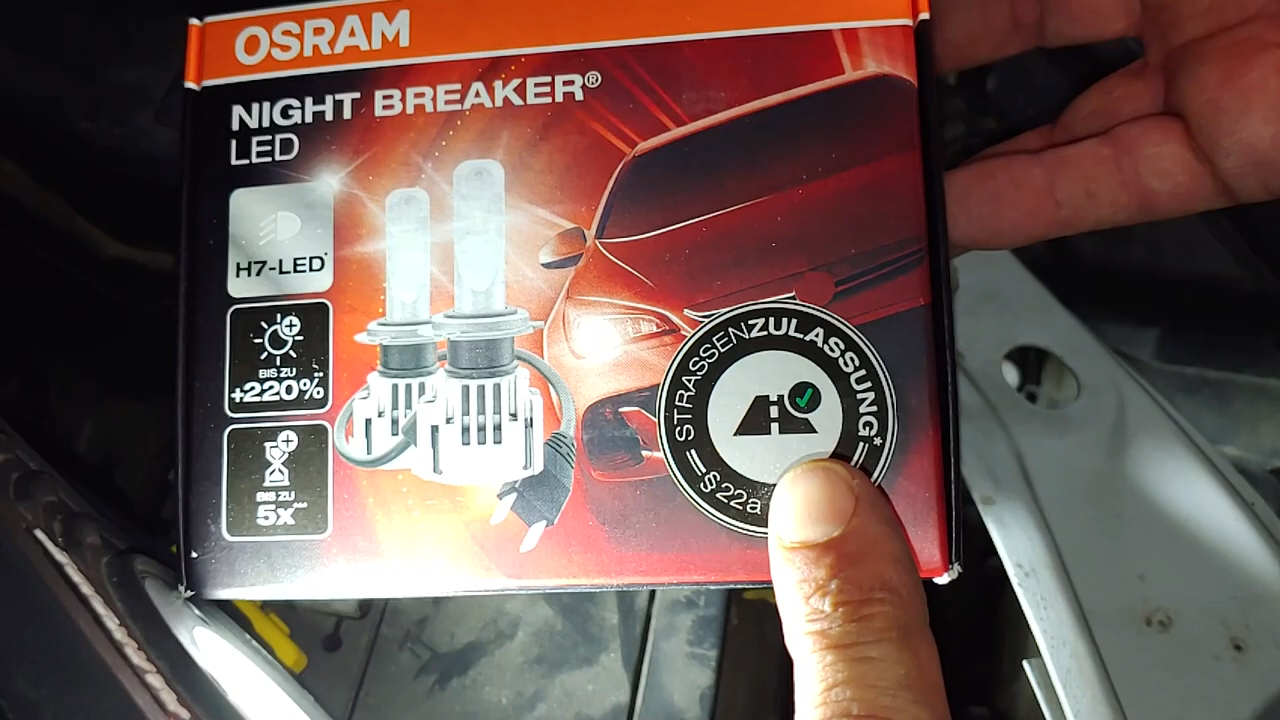 OSRAM
NIGHT BREAKER®
LED
H7-LED*
BIS ZU
+220%**
BIS ZU
5x***
STRASSENZULASSUNG*
§ 22a